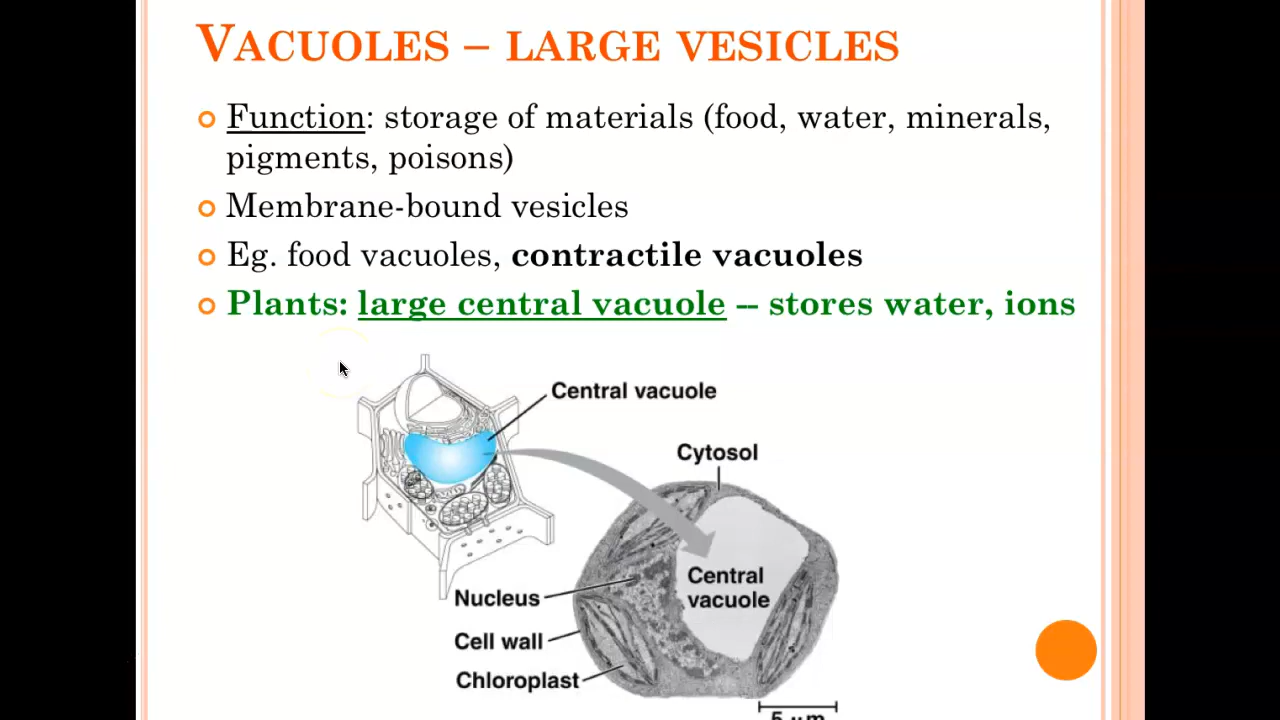 VACUOLES – LARGE VESICLES
Function: storage of materials (food, water, minerals,
pigments, poisons)
Membrane-bound vesicles
Eg. food vacuoles, contractile vacuoles
Plants: large central vacuole -- stores water, ions
Central vacuole
Cytosol
Central
vacuole
Nucleus
Cell wall
Chloroplast
5 µm